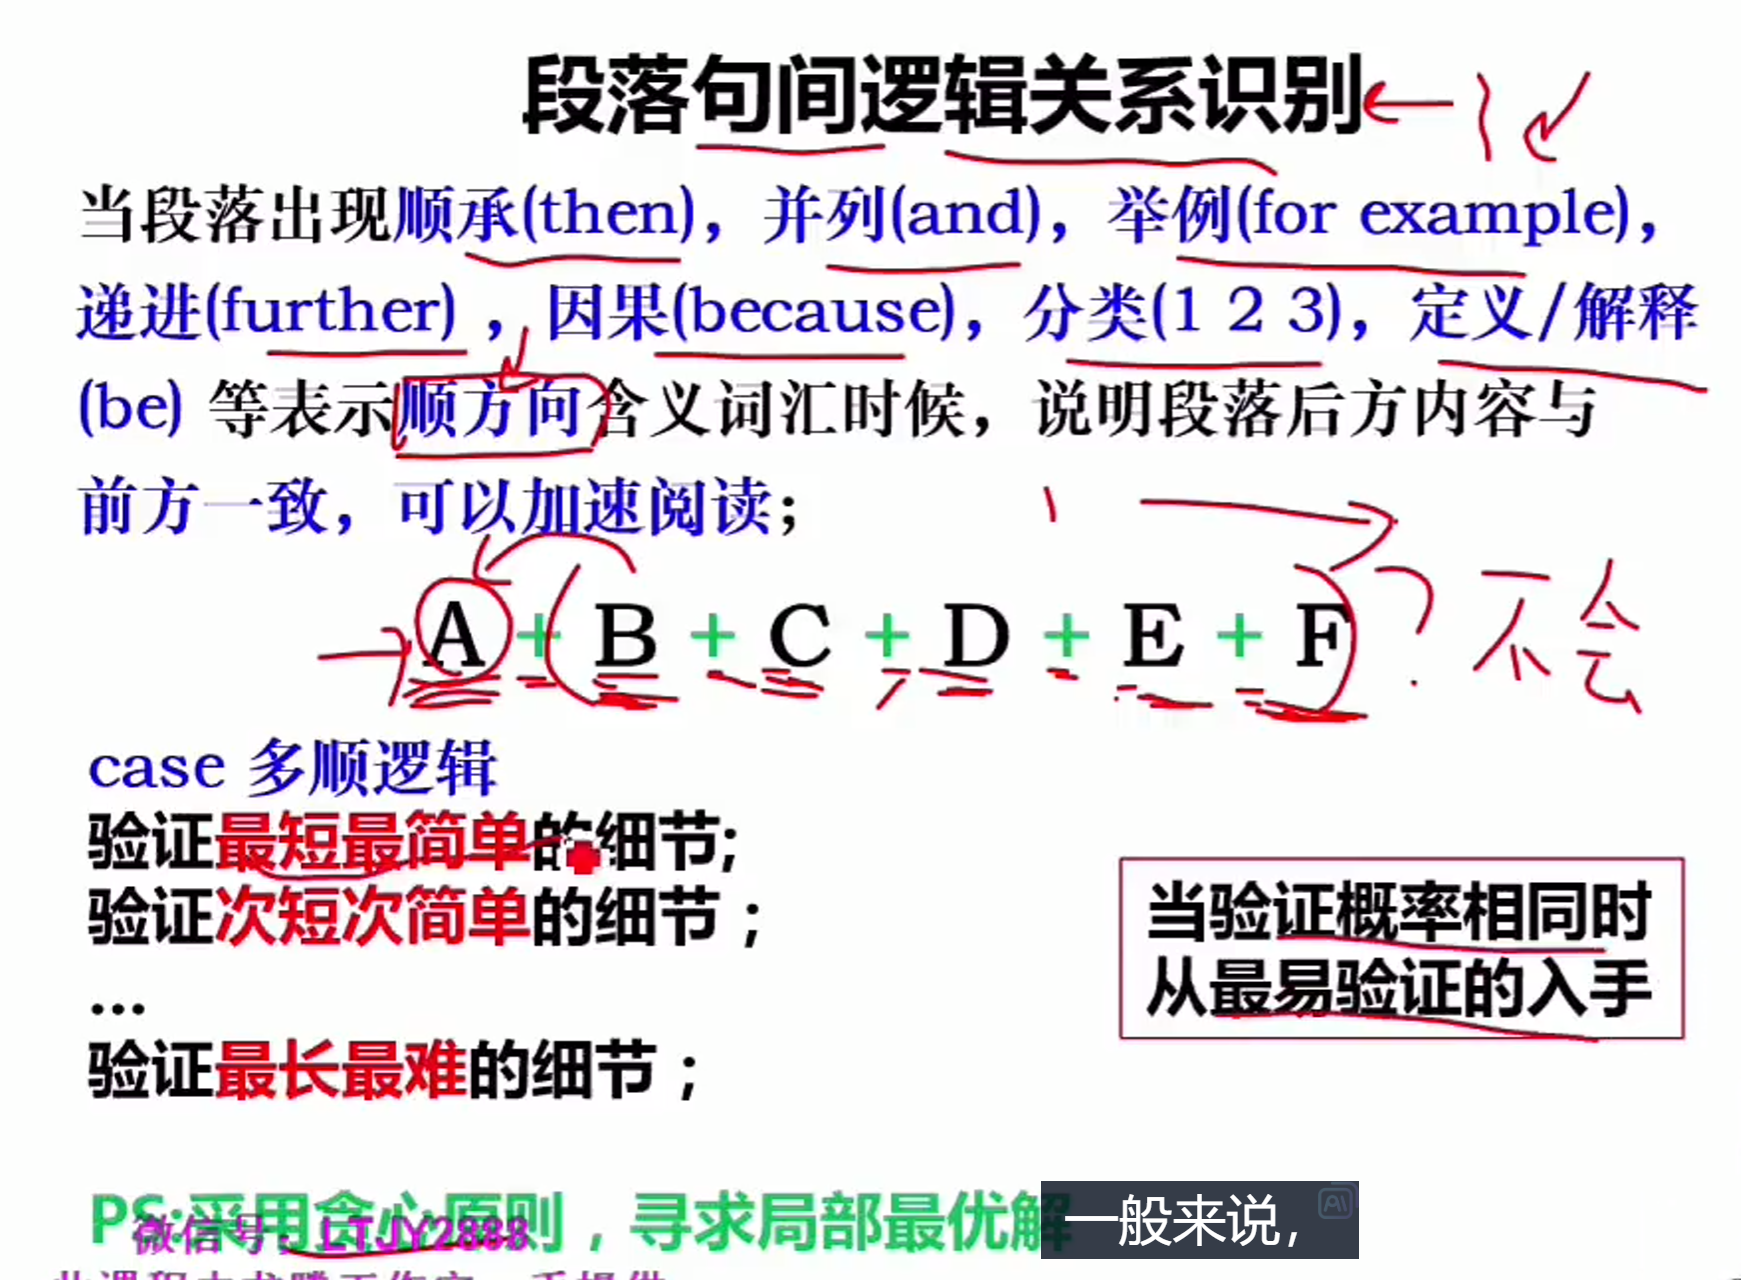 段落句间逻辑关系识别
当段落出现顺承(then)，并列(and)，举例(for example)，
递进(further) ，因果(because)，分类(1 2 3)，定义/解释
(be) 等表示顺方向含义词汇时候，说明段落后方内容与
前方一致，可以加速阅读；
A + B + C + D + E + F ? 不会
case 多顺逻辑
验证最短最简单的细节;
验证次短次简单的细节；
...
验证最长最难的细节；
当验证概率相同时
从最易验证的入手
PS:采用贪心原则，寻求局部最优解
微信号: LTJY2888
一般来说，